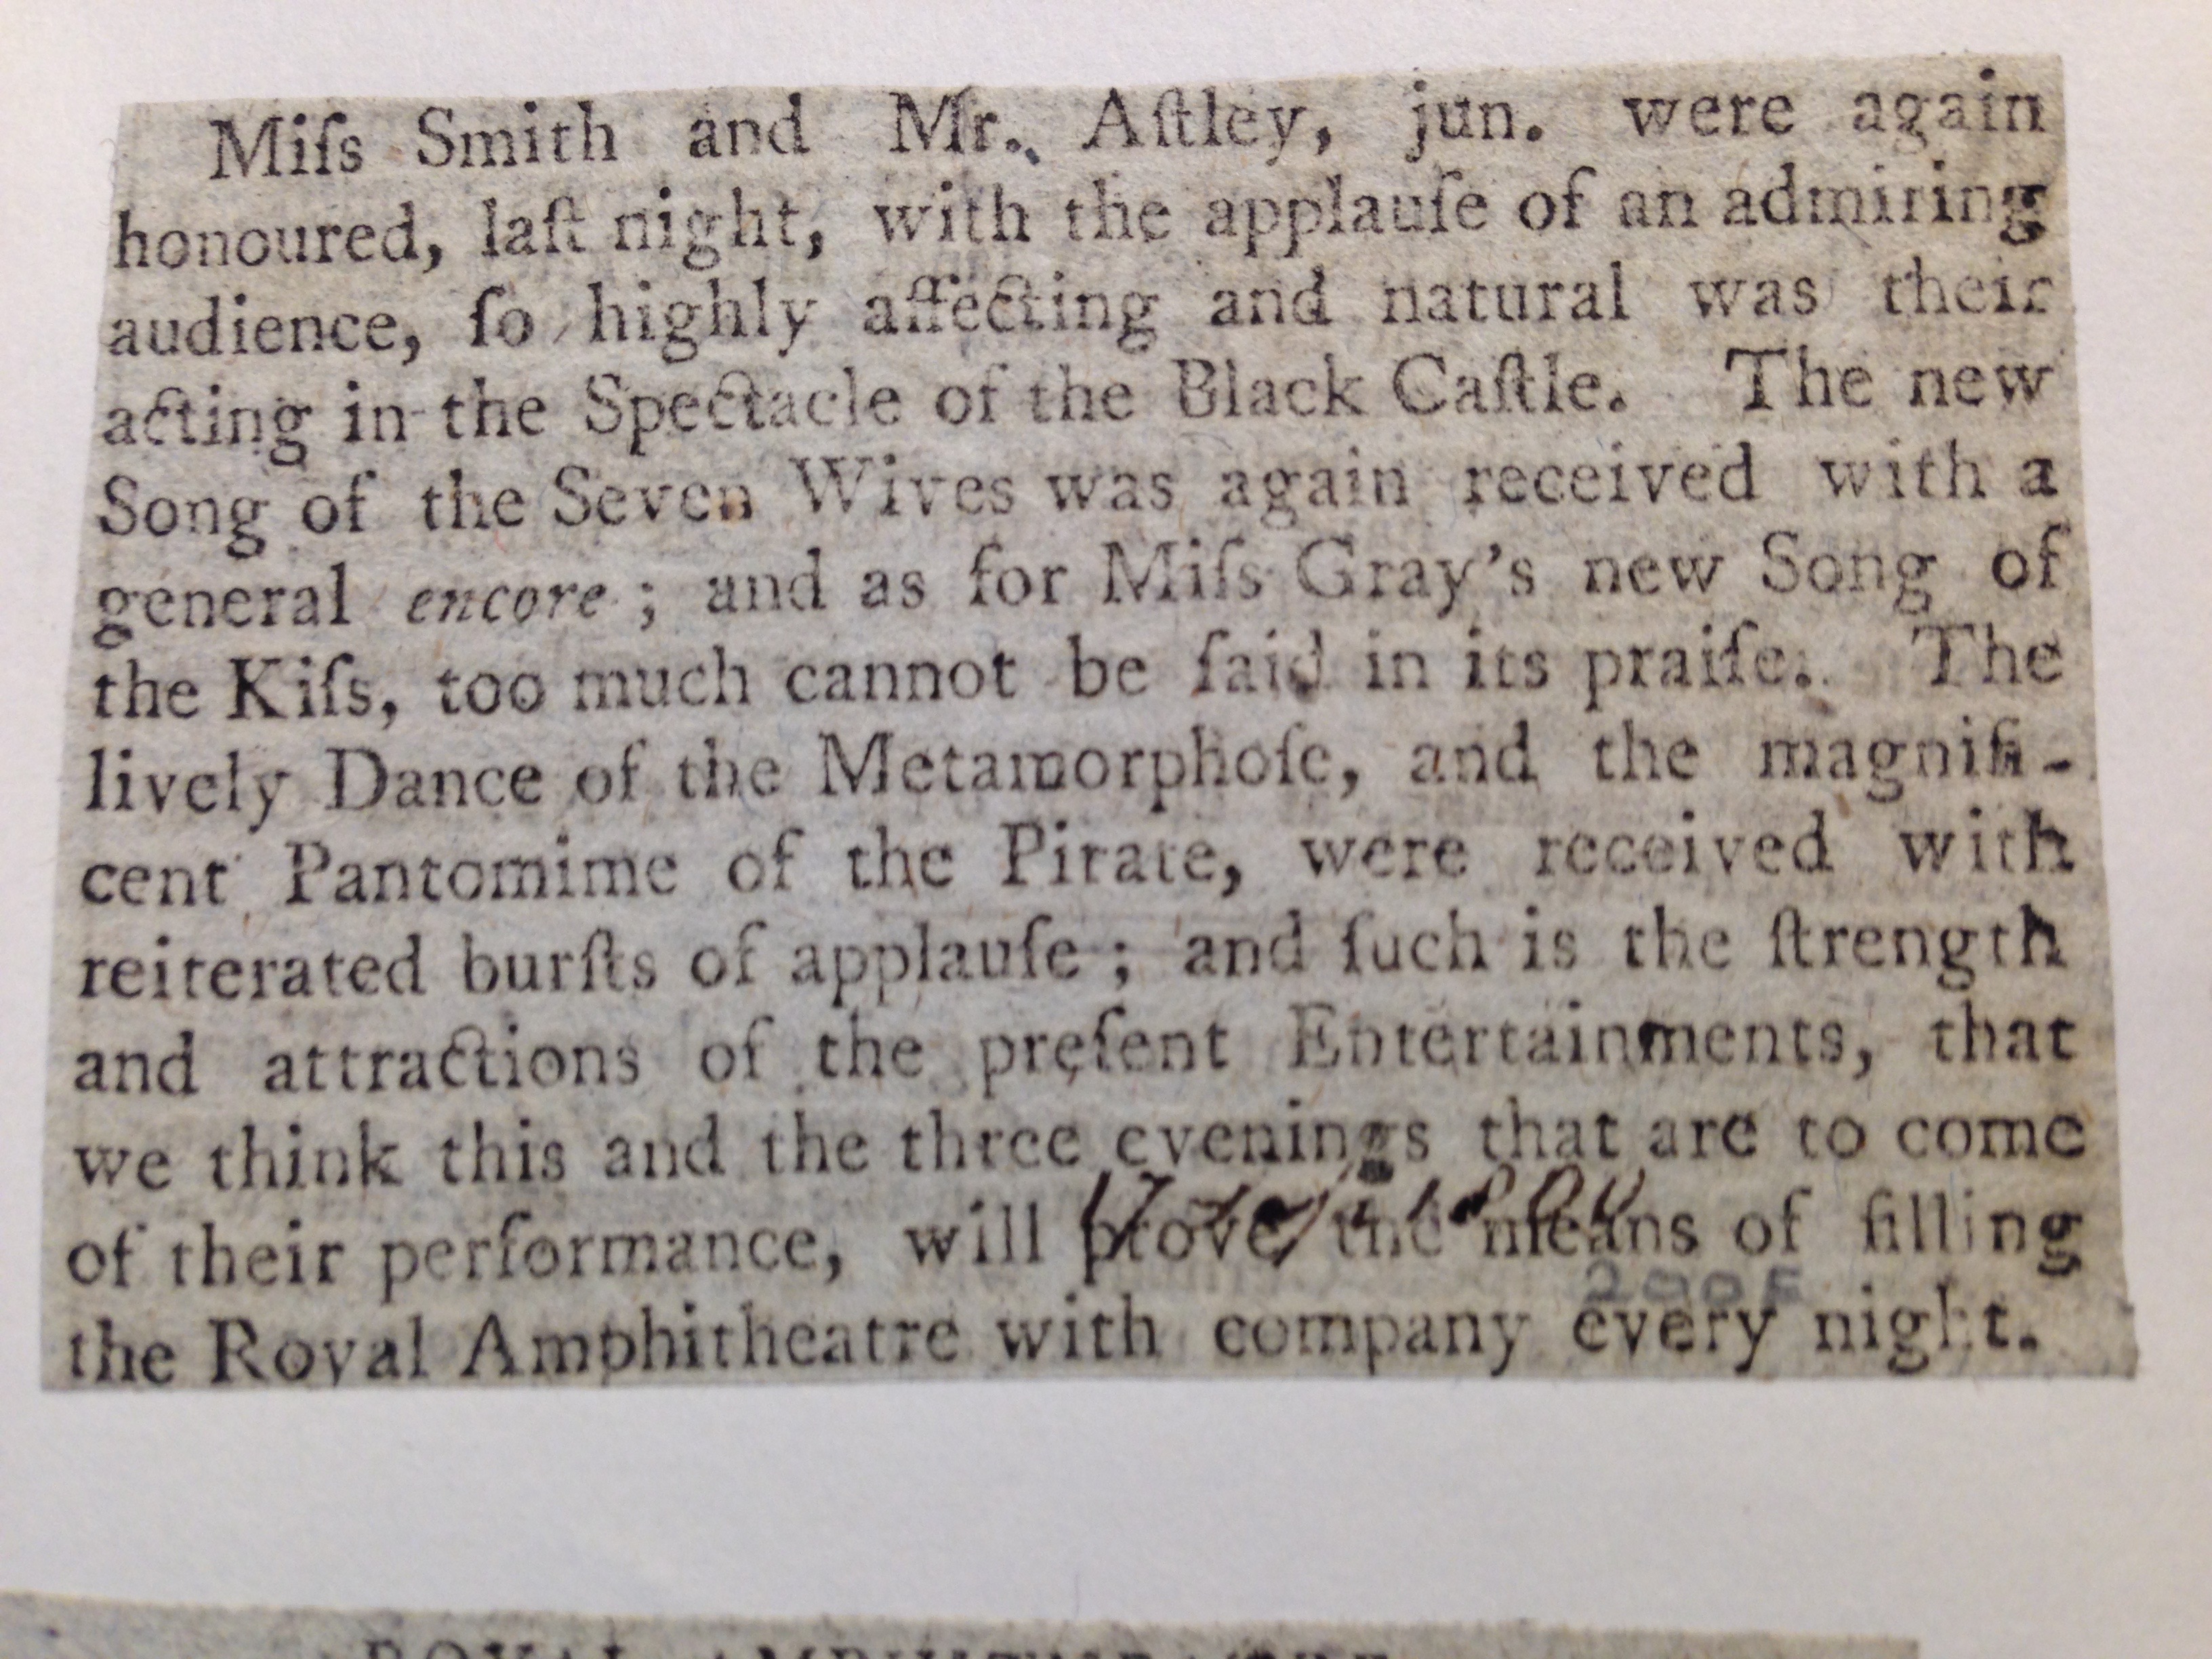 Miſs Smith and Mr. Aſtley, jun. were again
honoured, laſt night, with the applauſe of an admiring
audience, ſo highly affecting and natural was their
acting in the Spectacle of the Black Caſtle. The new
Song of the Seven Wives was again received with a
general encore; and as for Miſs Gray's new Song of
the Kiſs, too much cannot be ſaid in its praiſe. The
lively Dance of the Metamorphoſe, and the magnifi-
cent Pantomime of the Pirate, were received with
reiterated burſts of applauſe; and ſuch is the ſtrength
and attractions of the preſent Entertainments, that
we think this and the three evenings that are to come
1800
of their performance, will prove the means of filling
the Royal Amphitheatre with company every night.
ROYAL